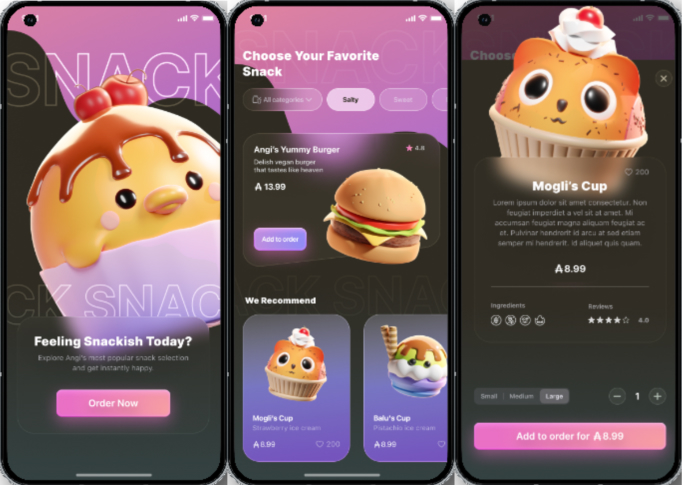 SNACK
CK SNAC
Feeling Snackish Today?
Explore Angi's most popular snack selection
and get instantly happy.
Order Now
Choose Your Favorite
Snack
All categories
Salty
Sweet
Angi's Yummy Burger
4.8
Delish vegan burger
that tastes like heaven
A 13.99
Add to order
We Recommend
Mogli's Cup
Strawberry ice cream
A 8.99
200
Balu's Cup
Pistachio ice cream
A 8.99
Choose
200
Mogli's Cup
Lorem ipsum dolor sit amet consectetur. Non
feugiat imperdiet a vel sit at amet. Mi
accumsan feugiat magna aliquam feugiat ac
et. Pulvinar hendrerit id arcu at sed etiam
semper mi hendrerit. Id aliquet quis quam.
A 8.99
Ingredients
Reviews
4.0
Small
Medium
Large
1
Add to order for A 8.99